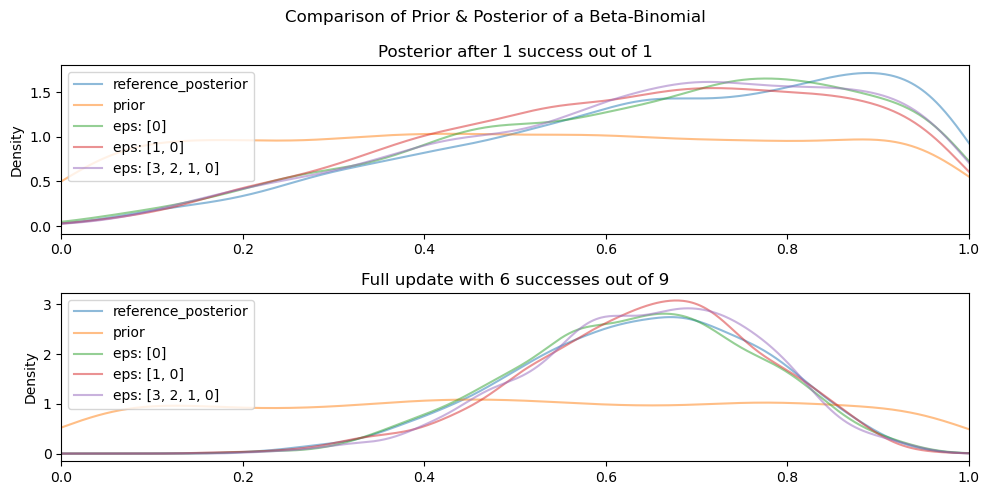 Comparison of Prior & Posterior of a Beta-Binomial
Posterior after 1 success out of 1
reference_posterior
prior
eps: [0]
eps: [1, 0]
eps: [3, 2, 1, 0]
Density
1.5
1.0
0.5
0.0
0.0 0.2 0.4 0.6 0.8 1.0
Full update with 6 successes out of 9
reference_posterior
prior
eps: [0]
eps: [1, 0]
eps: [3, 2, 1, 0]
Density
3
2
1
0
0.0 0.2 0.4 0.6 0.8 1.0